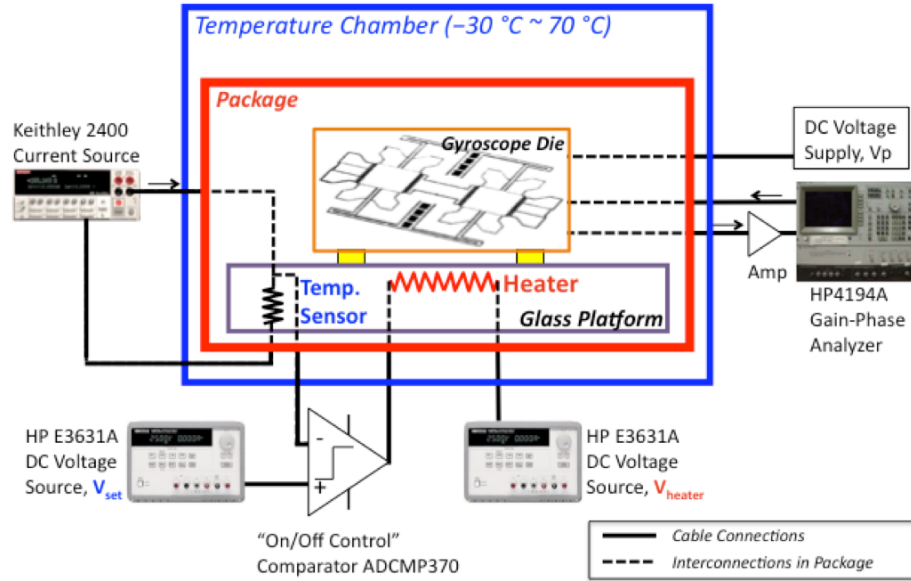 Temperature Chamber (−30 °C ~ 70 °C)
Package
Keithley 2400
Current Source
Gyroscope Die
DC Voltage
Supply, Vp
Amp
HP4194A
Gain-Phase
Analyzer
Temp.
Sensor
Heater
Glass Platform
HP E3631A
DC Voltage
Source, Vset
-
+
HP E3631A
DC Voltage
Source, Vheater
"On/Off Control"
Comparator ADCMP370
Cable Connections
Interconnections in Package